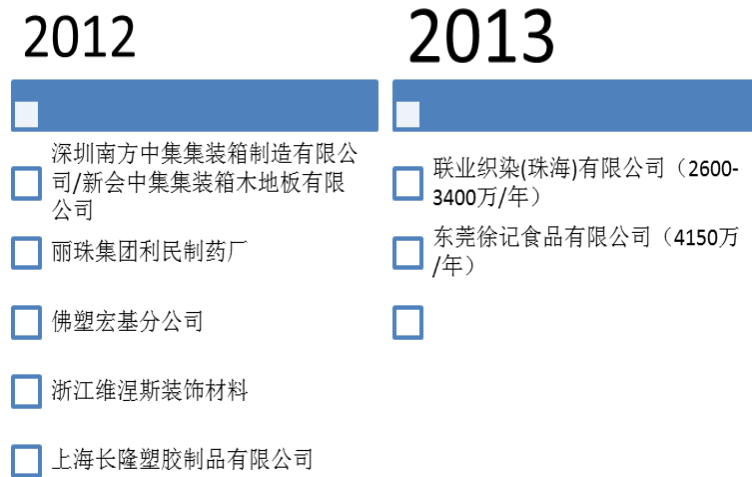 2012
深圳南方中集集装箱制造有限公
司/新会中集集装箱木地板有限
公司
丽珠集团利民制药厂
佛塑宏基分公司
浙江维涅斯装饰材料
上海长隆塑胶制品有限公司
2013
联业织染(珠海)有限公司（2600-
3400万/年）
东莞徐记食品有限公司（4150万
/年）